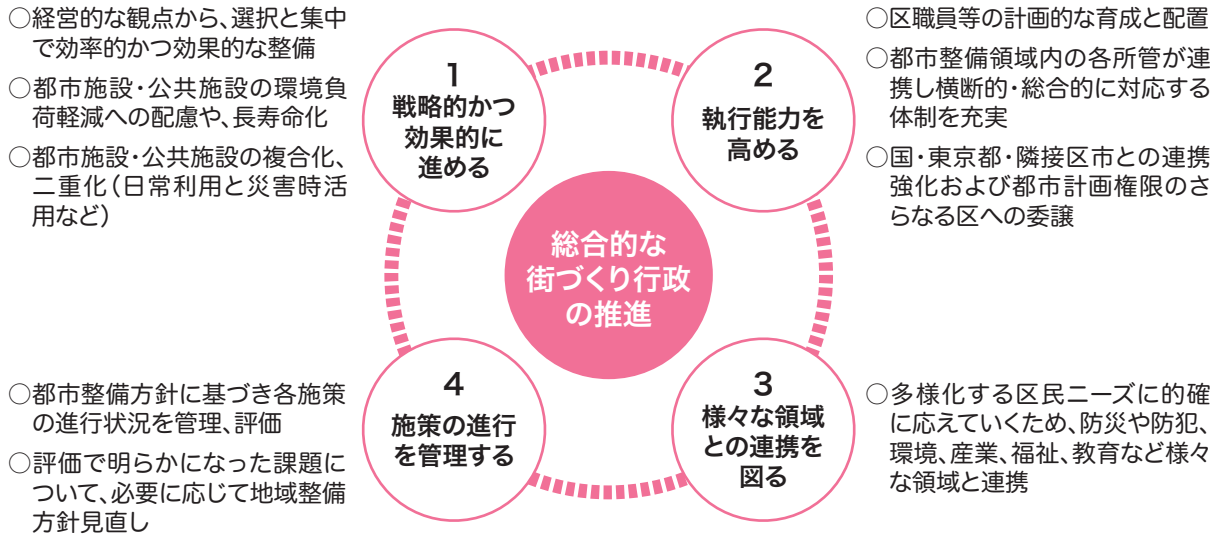 ○経営的な観点から、選択と集中
で効率的かつ効果的な整備
○都市施設・公共施設の環境負
荷軽減への配慮や、長寿命化
○都市施設・公共施設の複合化、
二重化（日常利用と災害時活
用など）
1
戦略的かつ
効果的に
進める
2
執行能力を
高める
○区職員等の計画的な育成と配置
○都市整備領域内の各所管が連
携し横断的・総合的に対応する
体制を充実
○国・東京都・隣接区市との連携
強化および都市計画権限のさ
らなる区への委譲
総合的な
街づくり行政
の推進
○都市整備方針に基づき各施策
の進行状況を管理、評価
○評価で明らかになった課題に
ついて、必要に応じて地域整備
方針見直し
4
施策の進行
を管理する
3
様々な領域
との連携を
図る
○多様化する区民ニーズに的確
に応えていくため、防災や防犯、
環境、産業、福祉、教育など様々
な領域と連携